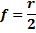 f = r/2